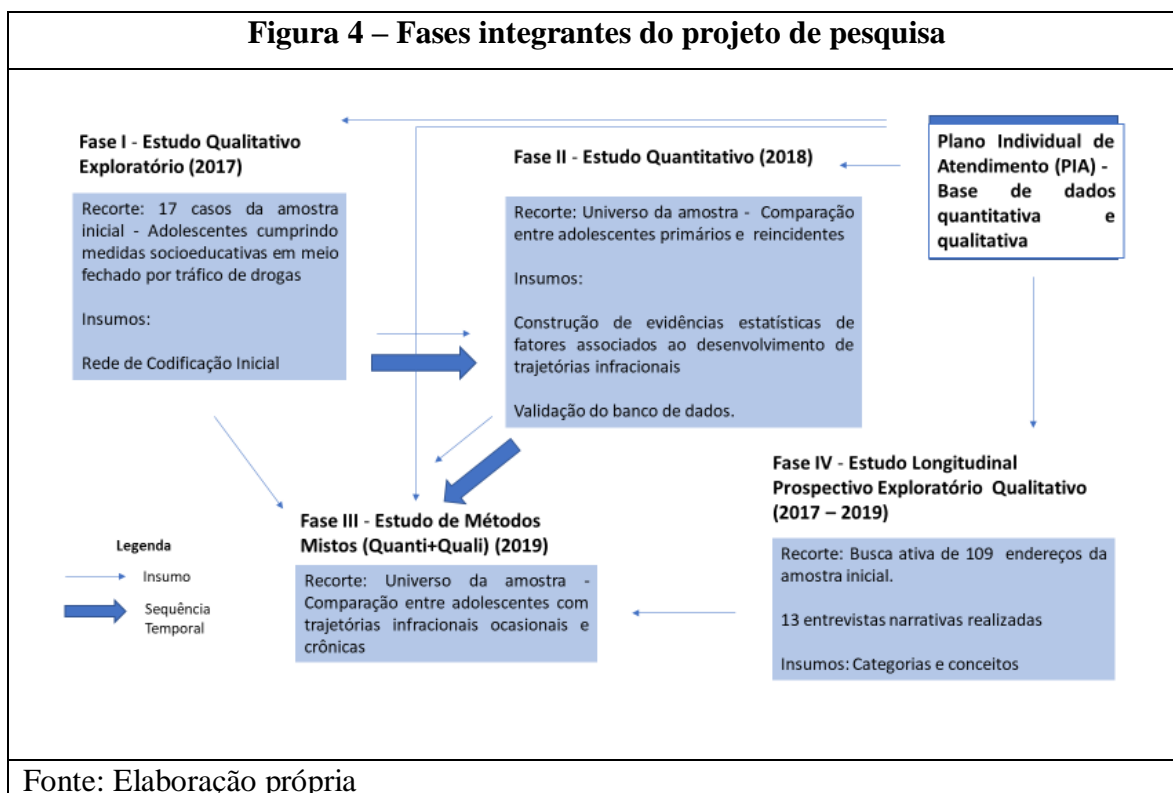 Figura 4 – Fases integrantes do projeto de pesquisa
Fase I - Estudo Qualitativo
Exploratório (2017)
Recorte: 17 casos da amostra
inicial - Adolescentes cumprindo
medidas socioeducativas em meio
fechado por tráfico de drogas
Insumos:
Rede de Codificação Inicial
Fase II - Estudo Quantitativo (2018)
Recorte: Universo da amostra - Comparação
entre adolescentes primários e reincidentes
Insumos:
Construção de evidências estatísticas de
fatores associados ao desenvolvimento de
trajetórias infracionais
Validação do banco de dados.
Plano Individual de
Atendimento (PIA) -
Base de dados
quantitativa e
qualitativa
Fase III - Estudo de Métodos
Mistos (Quanti+Quali) (2019)
Recorte: Universo da amostra -
Comparação entre adolescentes com
trajetórias infracionais ocasionais e
crônicas
Fase IV - Estudo Longitudinal
Prospectivo Exploratório Qualitativo
(2017 – 2019)
Recorte: Busca ativa de 109 endereços da
amostra inicial.
13 entrevistas narrativas realizadas
Insumos: Categorias e conceitos
Legenda
Insumo
Sequência
Temporal
Fonte: Elaboração própria